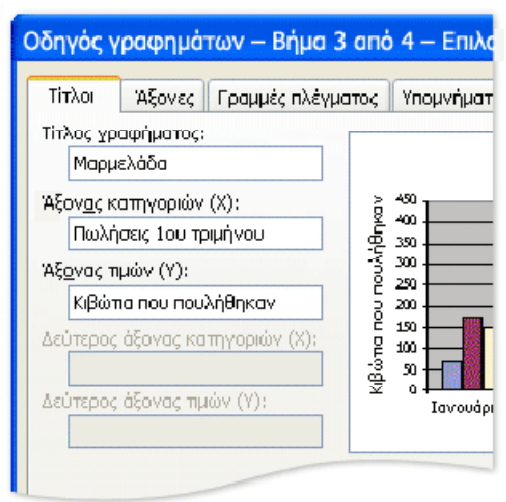 Οδηγός γραφημάτων – Βήμα 3 από 4 – Επιλο
Τίτλοι Άξονες Γραμμές πλέγματος Υπομνήματ
Τίτλος γραφήματος:
Μαρμελάδα
Άξονας κατηγοριών (X):
Πωλήσεις 1ου τριμήνου
Άξονας τιμών (Y):
Κιβώτια που πουλήθηκαν
Δεύτερος άξονας κατηγοριών (X):
Δεύτερος άξονας τιμών (Y):
Κιβώτια που πουλήθηκαν
450
400
350
300
250
200
150
100
50
0
Ιανουάρι